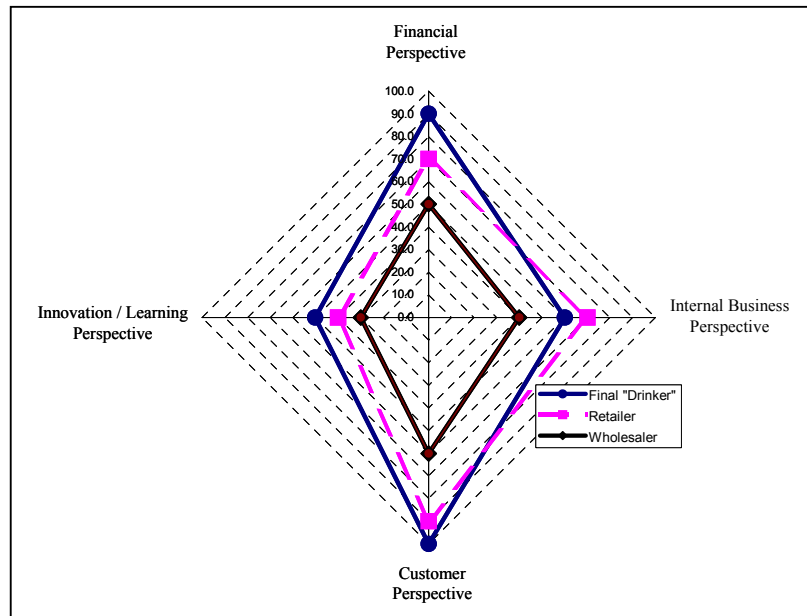 Financial
Perspective
100.0
90.0
80.0
70.0
60.0
50.0
40.0
30.0
20.0
10.0
0.0
Innovation / Learning
Perspective
Internal Business
Perspective
Final "Drinker"
Retailer
Wholesaler
Customer
Perspective